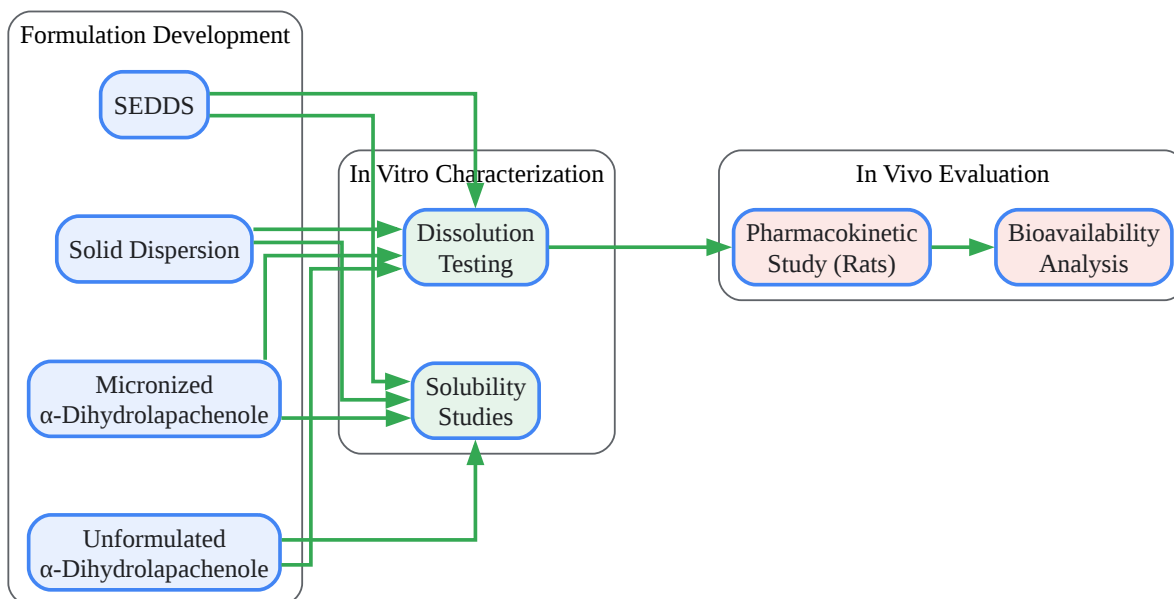 Formulation Development
SEDDS
Solid Dispersion
Micronized
α-Dihydrolapachenole
Unformulated
α-Dihydrolapachenole
In Vitro Characterization
Dissolution
Testing
Solubility
Studies
In Vivo Evaluation
Pharmacokinetic
Study (Rats)
Bioavailability
Analysis